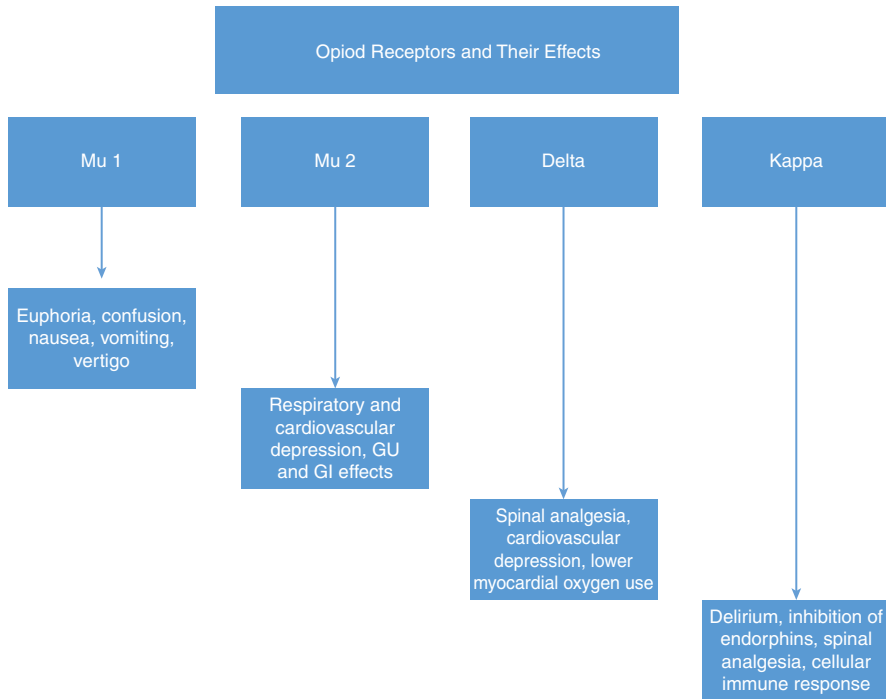 Opiod Receptors and Their Effects
Mu 1
Mu 2
Delta
Kappa
Euphoria, confusion,
nausea, vomiting,
vertigo
Respiratory and
cardiovascular
depression, GU
and GI effects
Spinal analgesia,
cardiovascular
depression, lower
myocardial oxygen use
Delirium, inhibition of
endorphins, spinal
analgesia, cellular
immune response